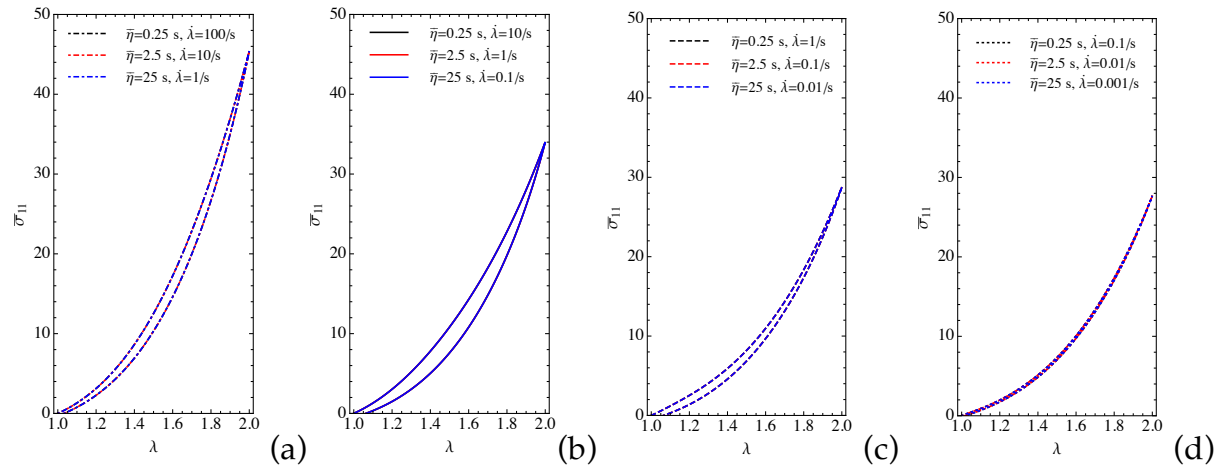 50
40
30
20
10
0
σ̅₁₁
1.0 1.2 1.4 1.6 1.8 2.0
λ
η̅=0.25 s, λ̇=100/s
η̅=2.5 s, λ̇=10/s
η̅=25 s, λ̇=1/s
(a)
50
40
30
20
10
0
σ̅₁₁
1.0 1.2 1.4 1.6 1.8 2.0
λ
η̅=0.25 s, λ̇=10/s
η̅=2.5 s, λ̇=1/s
η̅=25 s, λ̇=0.1/s
(b)
50
40
30
20
10
0
σ̅₁₁
1.0 1.2 1.4 1.6 1.8 2.0
λ
η̅=0.25 s, λ̇=1/s
η̅=2.5 s, λ̇=0.1/s
η̅=25 s, λ̇=0.01/s
(c)
50
40
30
20
10
0
σ̅₁₁
1.0 1.2 1.4 1.6 1.8 2.0
λ
η̅=0.25 s, λ̇=0.1/s
η̅=2.5 s, λ̇=0.01/s
η̅=25 s, λ̇=0.001/s
(d)